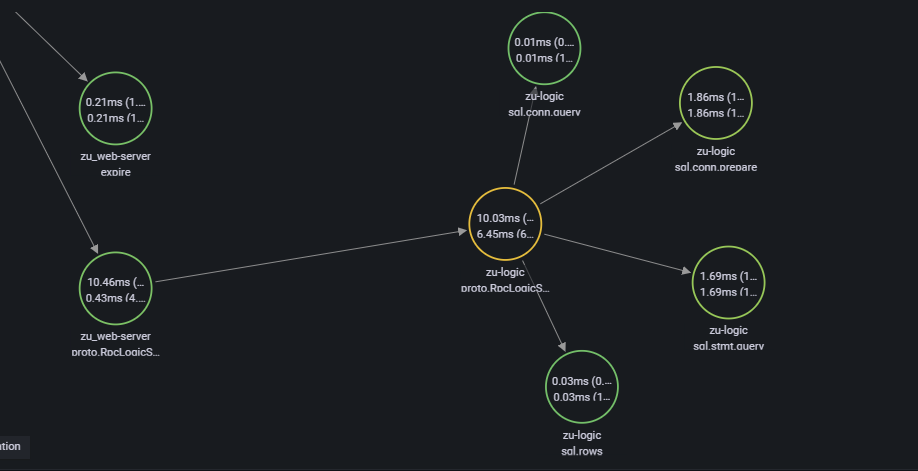 0.01ms (0....
0.01ms (1...
zu-logic
sql.conn.query
1.86ms (1...
1.86ms (1...
zu-logic
sql.conn.prepare
0.21ms (1....
0.21ms (1...
zu_web-server
expire
10.03ms (...
6.45ms (6...
zu-logic
proto.RpcLogicS...
10.46ms (...
0.43ms (4....
zu_web-server
proto.RpcLogicS...
1.69ms (1...
1.69ms (1...
zu-logic
sql.stmt.query
0.03ms (0....
0.03ms (1...
zu-logic
sql.rows
ation